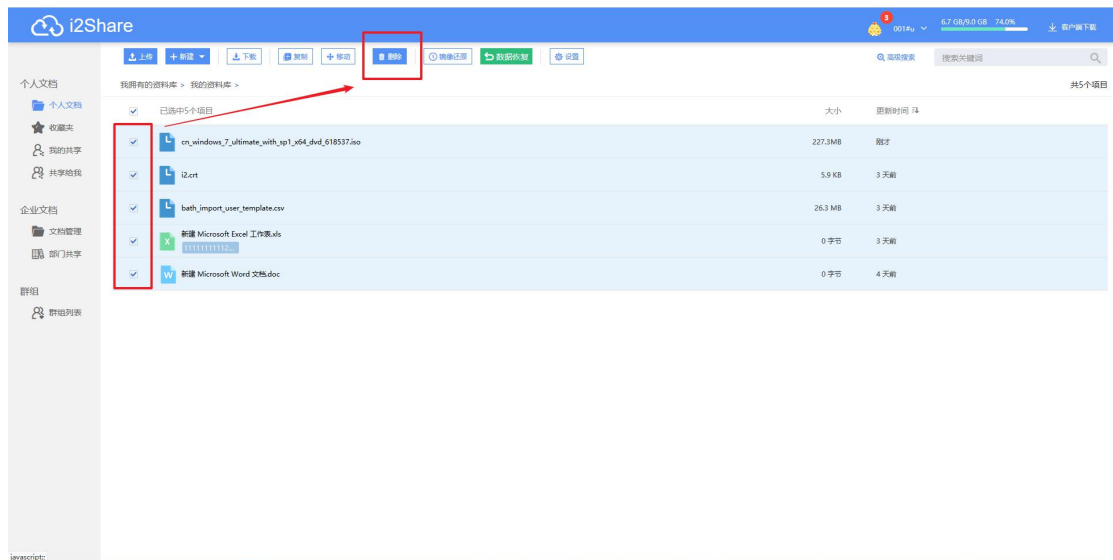 i2Share
3
001#u
6.7 GB/9.0 GB 74.0%
客户端下载
上传 新建 下载 复制 移动 删除 镜像还原 数据恢复 设置 高级搜索 搜索关键词
个人文档
我拥有的资料库 > 我的资料库 >
共5个项目
个人文档
已选中5个项目 大小 更新时间
收藏夹
我的共享
共享给我
企业文档
文档管理
部门共享
群组
群组列表
cn_windows_7_ultimate_with_sp1_x64_dvd_618537.iso 227.3MB 刚才
i2.crt 5.9 KB 3 天前
bath_import_user_template.csv 26.3 MB 3 天前
新建 Microsoft Excel 工作表.xls 0 字节 3 天前
11111111112...
新建 Microsoft Word 文档.doc 0 字节 4 天前
javascript:;